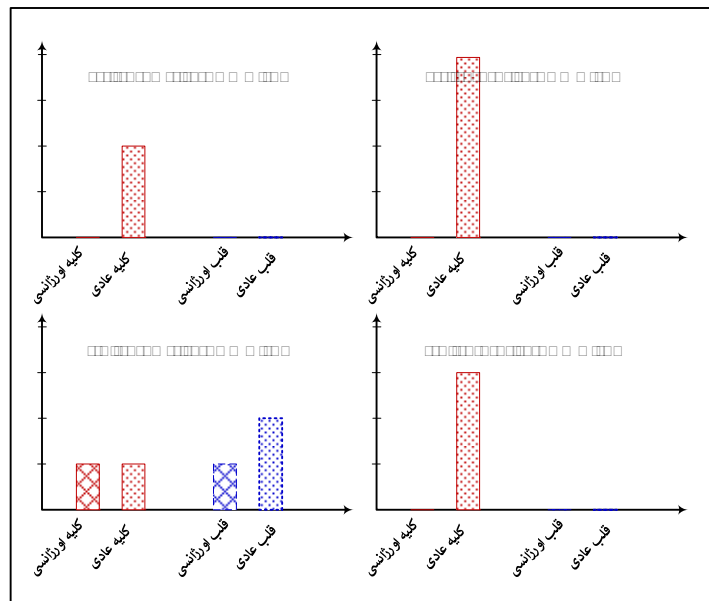 کلیه اورژانسی
کلیه عادی
قلب اورژانسی
قلب عادی
کلیه اورژانسی
کلیه عادی
قلب اورژانسی
قلب عادی
کلیه اورژانسی
کلیه عادی
قلب اورژانسی
قلب عادی
کلیه اورژانسی
کلیه عادی
قلب اورژانسی
قلب عادی